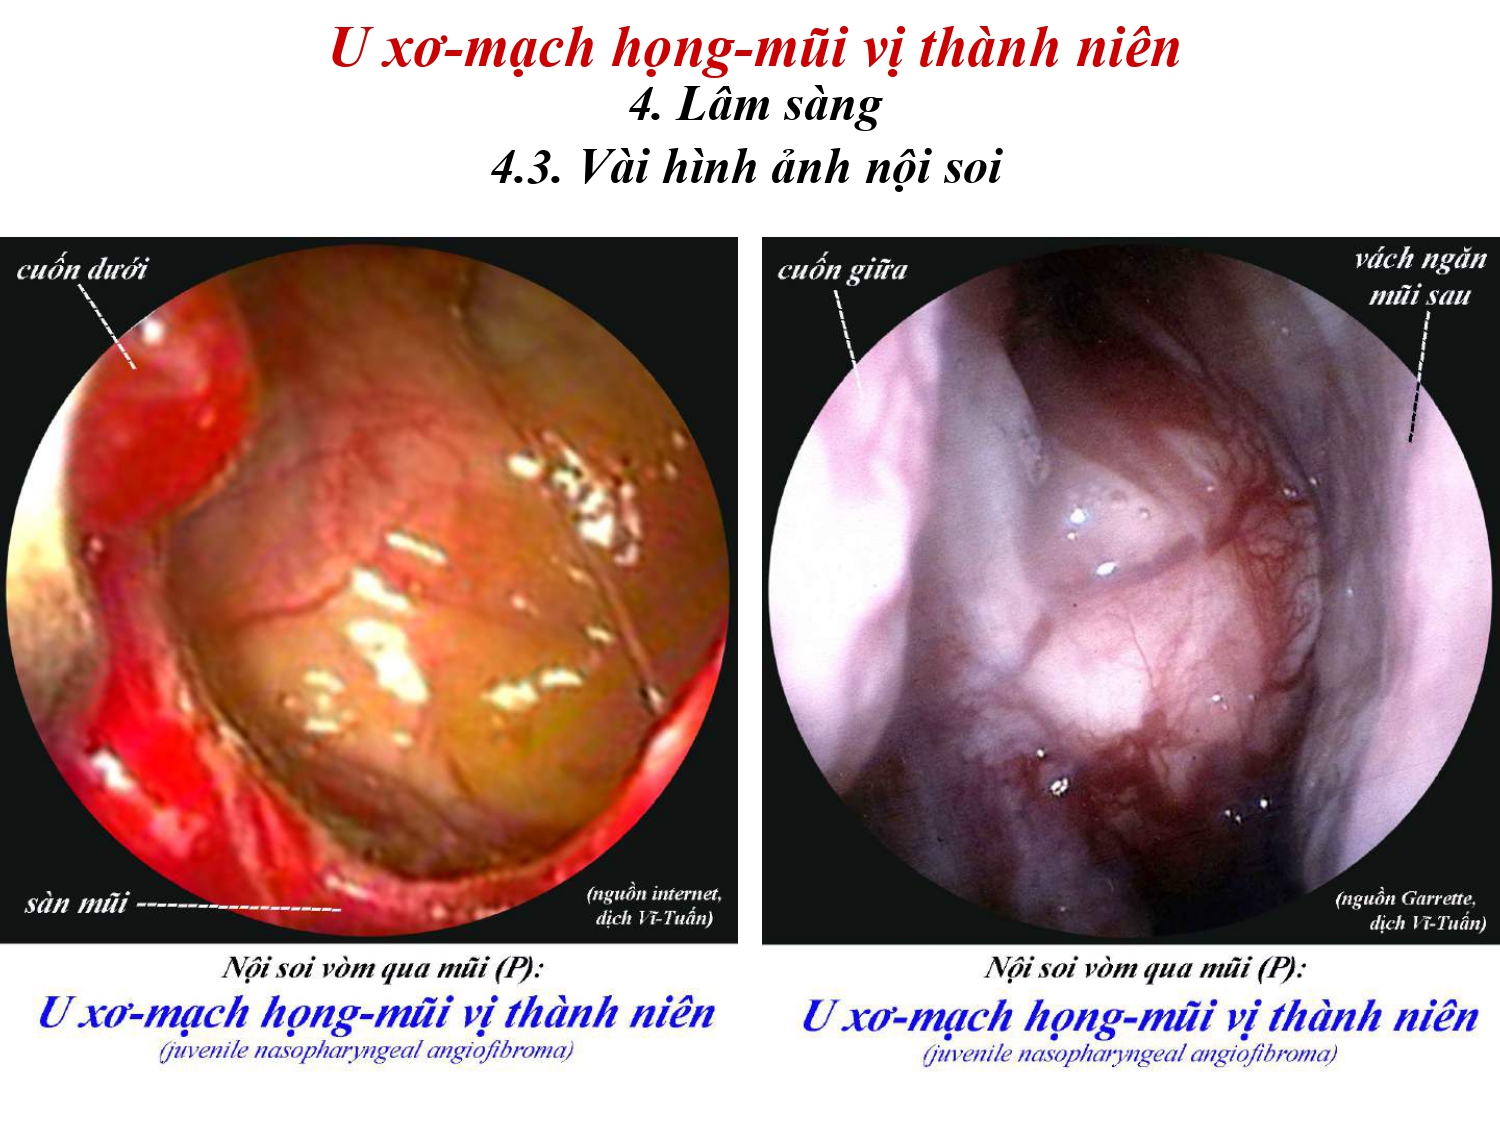 U xơ-mạch họng-mũi vị thành niên
4. Lâm sàng
4.3. Vài hình ảnh nội soi
cuốn dưới
sàn mũi --------------------
(nguồn internet,
dịch Vĩ-Tuấn)
Nội soi vòm qua mũi (P):
U xơ-mạch họng-mũi vị thành niên
(juvenile nasopharyngeal angiofibroma)
cuốn giữa
vách ngăn
mũi sau
(nguồn Garrette,
dịch Vĩ-Tuấn)
Nội soi vòm qua mũi (P):
U xơ-mạch họng-mũi vị thành niên
(juvenile nasopharyngeal angiofibroma)